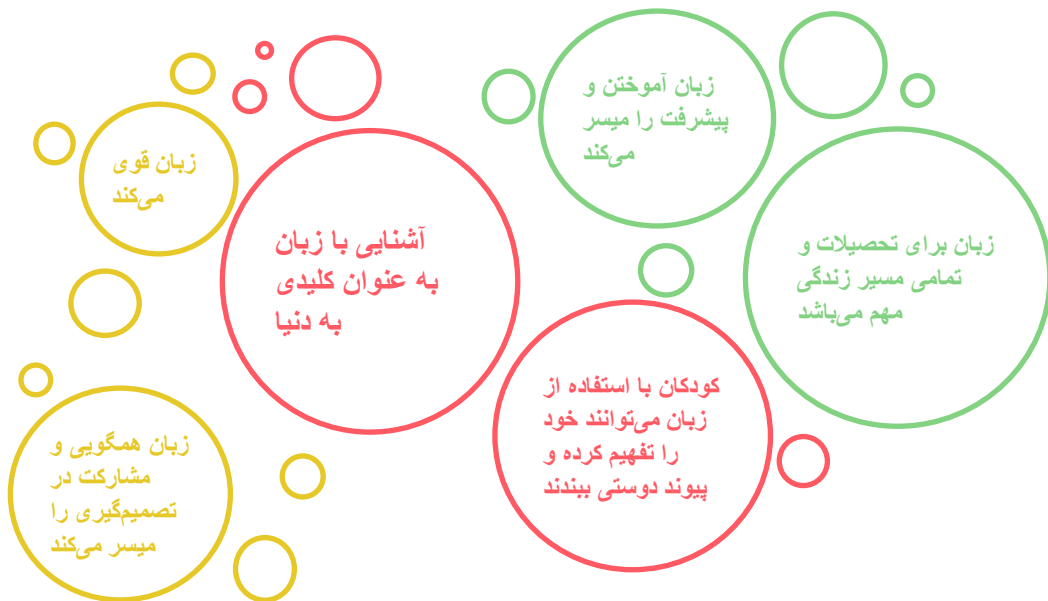 زبان آموختن و
پیشرفت را میسر
می‌کند
زبان برای تحصیلات و
تمامی مسیر زندگی
مهم می‌باشد
آشنایی با زبان
به عنوان کلیدی
به دنیا
کودکان با استفاده از
زبان می‌توانند خود
را تفهیم کرده و
پیوند دوستی ببندند
زبان قوی
می‌کند
زبان همگویی و
مشارکت در
تصمیم‌گیری را
میسر می‌کند